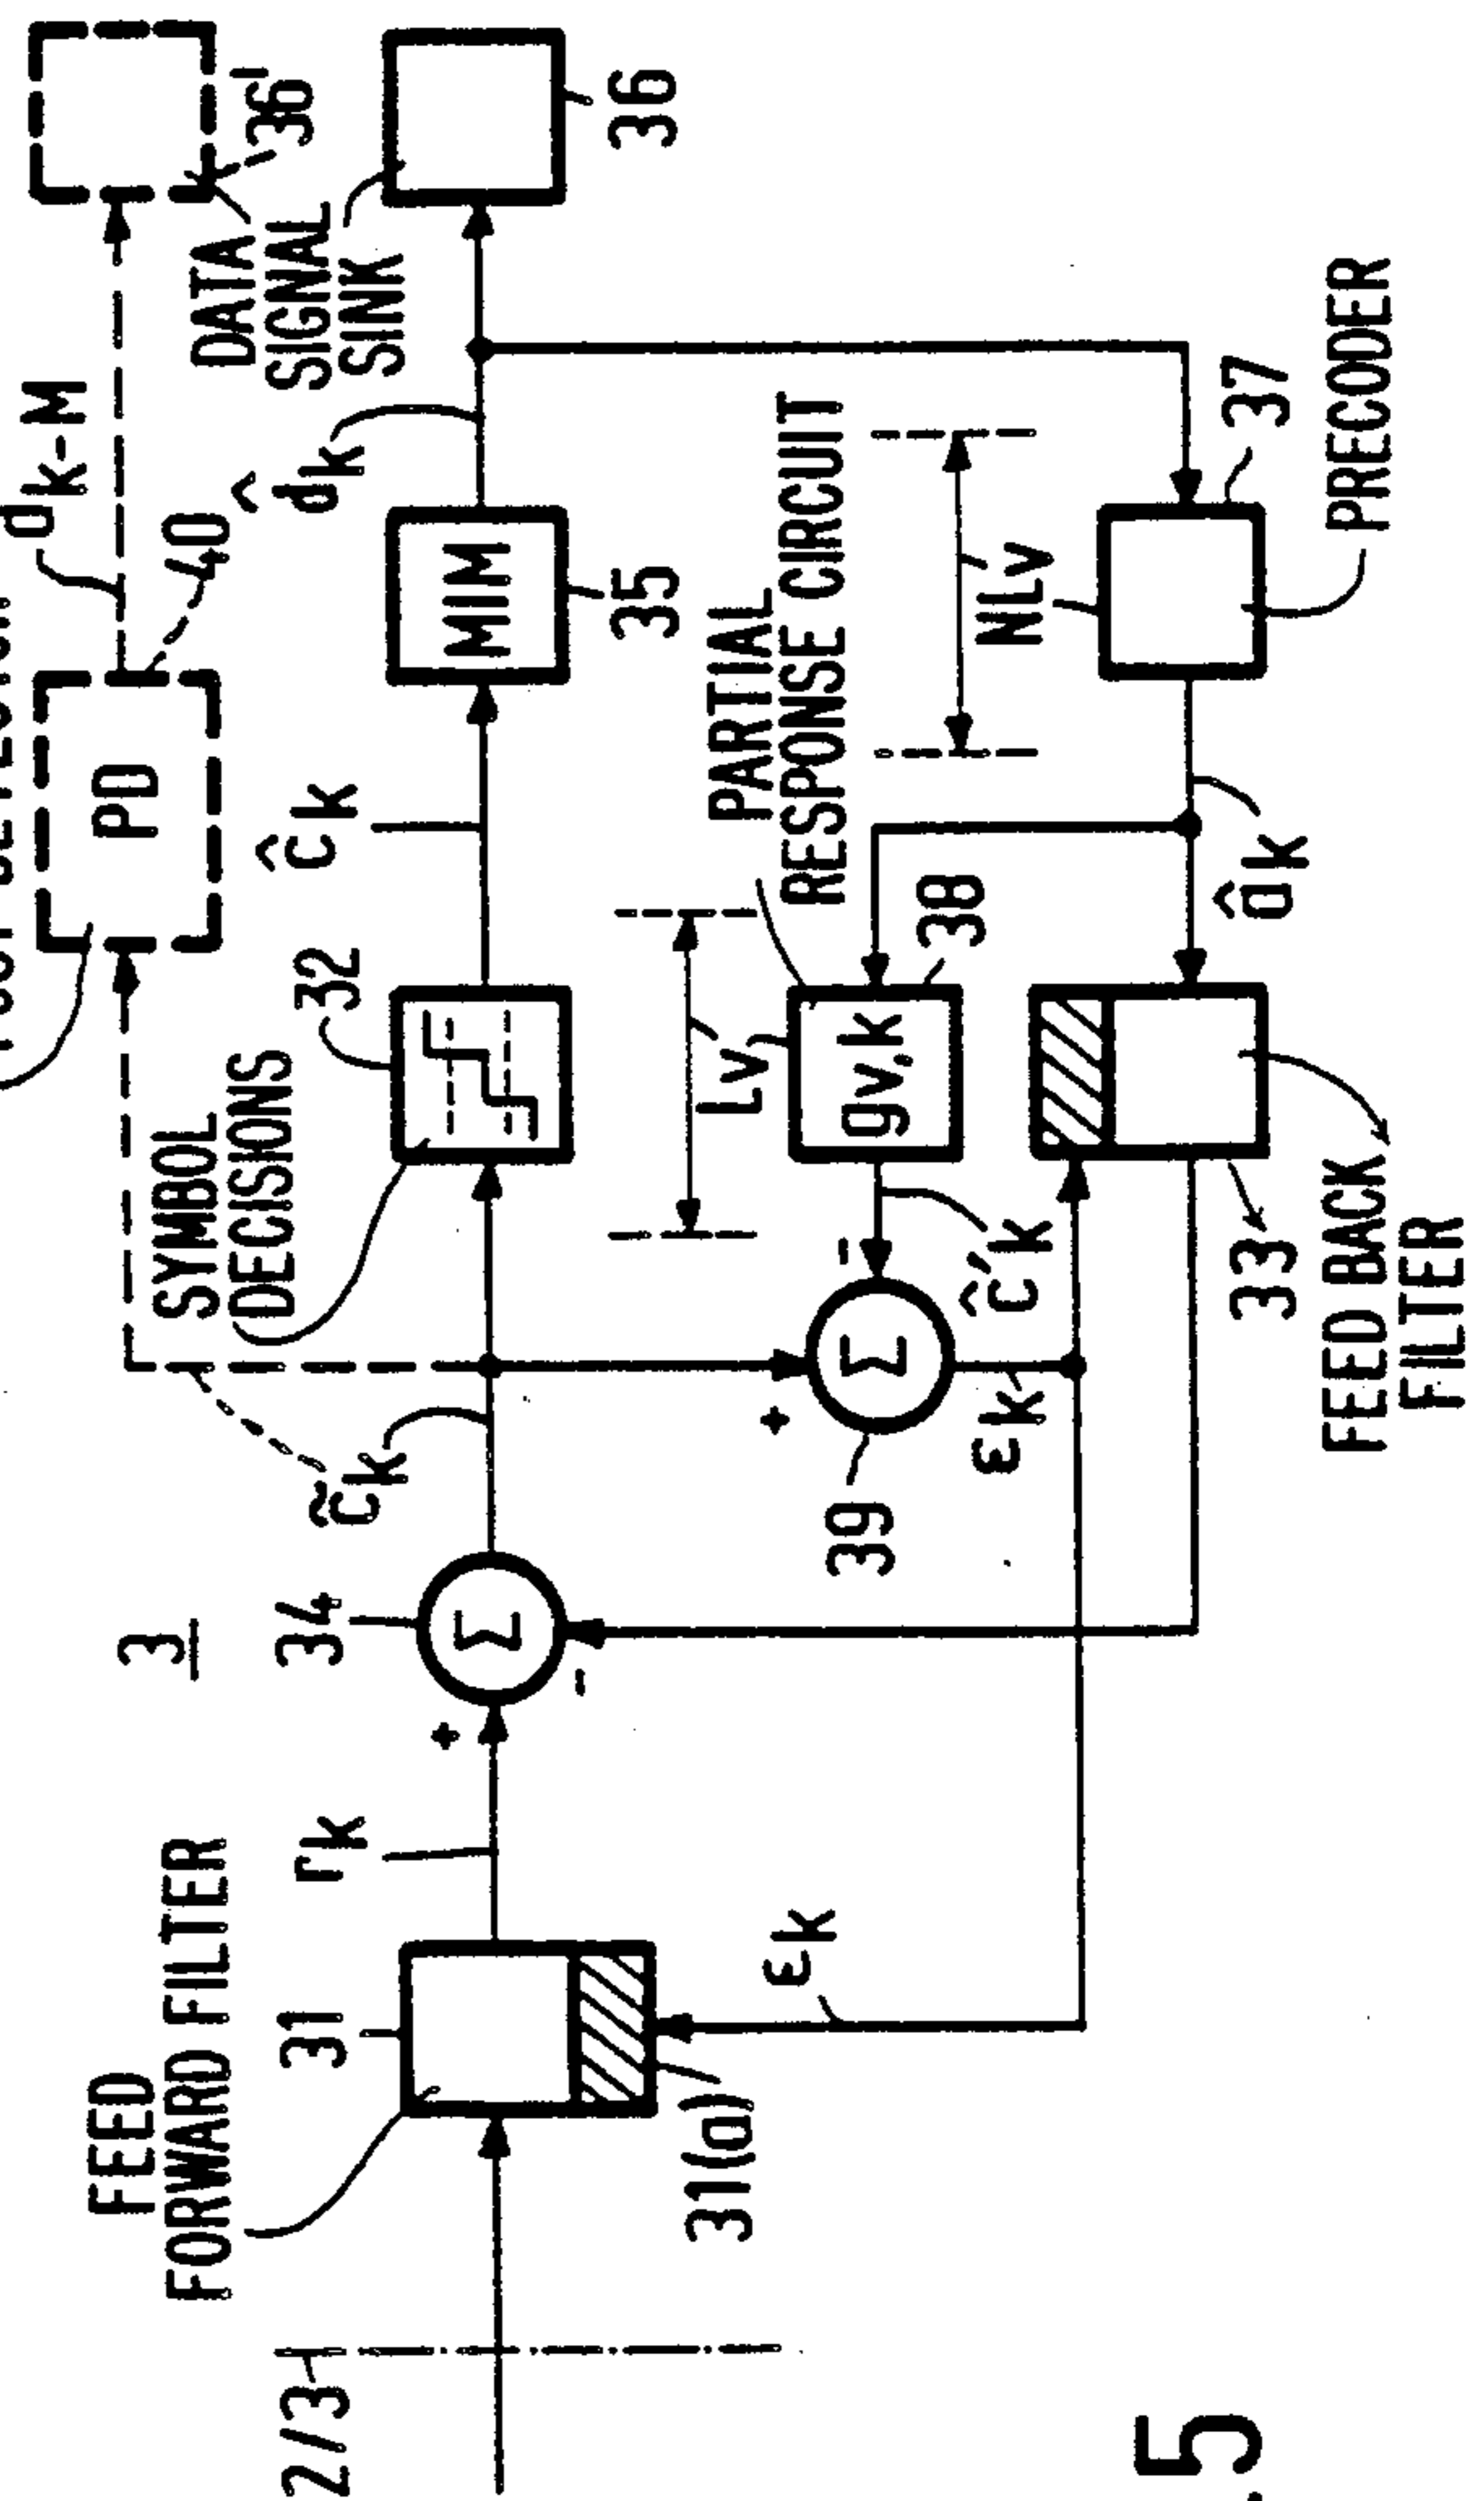 dk-M
DATA
SIGNAL
SINK
36'
36
PD
40
d̂k
MIM
35
ĉk
32
SYMBOL
DECISIONS
PARTIAL
RESPONSE CIRCUIT
NLv
37
PRECODER
Lv
38
gv,k
âk
ĉ'k
33
FEED BACK
FILTER
3
34
c̃k
Σ
+
-
Σ
+
-
39
εk
rk
FEED
FORWARD FILTER
31
31(a)
εk
2/3
.5